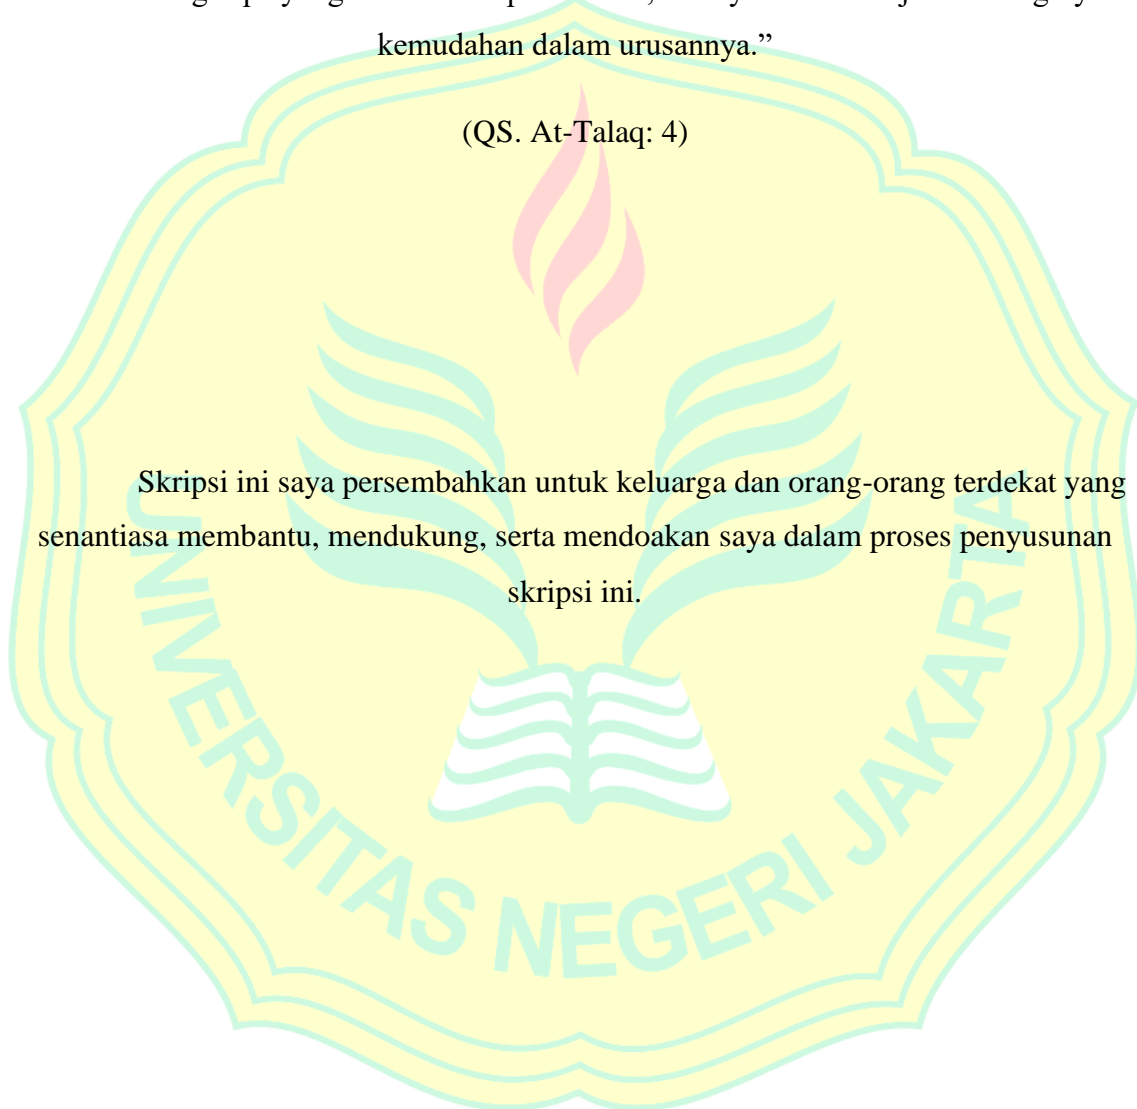 kemudahan dalam urusannya.”
(QS. At-Talaq: 4)
Skripsi ini saya persembahkan untuk keluarga dan orang-orang terdekat yang
senantiasa membantu, mendukung, serta mendoakan saya dalam proses penyusunan
skripsi ini.
UNIVERSITAS NEGERI JAKARTA